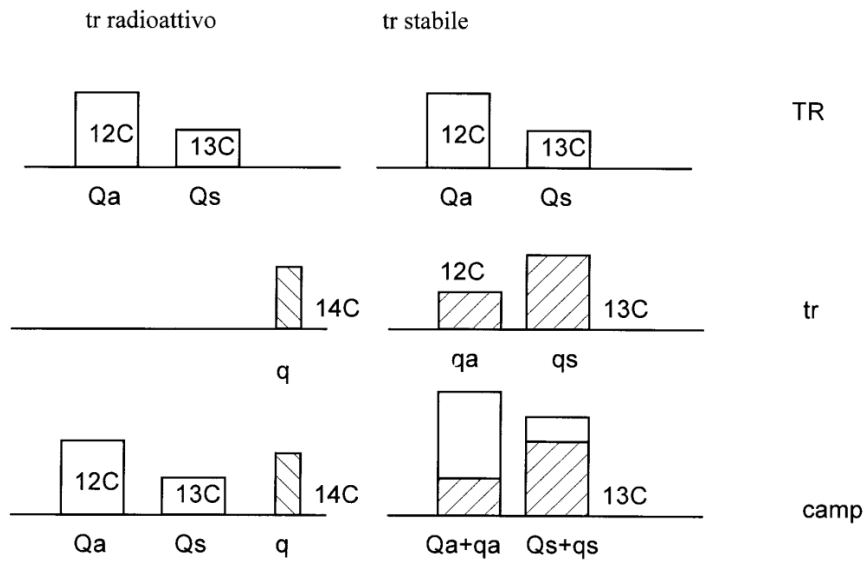 tr radioattivo tr stabile
12C 13C 12C 13C TR
Qa Qs Qa Qs
14C 12C 13C tr
q qa qs
12C 13C 14C 13C camp
Qa Qs q Qa+qa Qs+qs